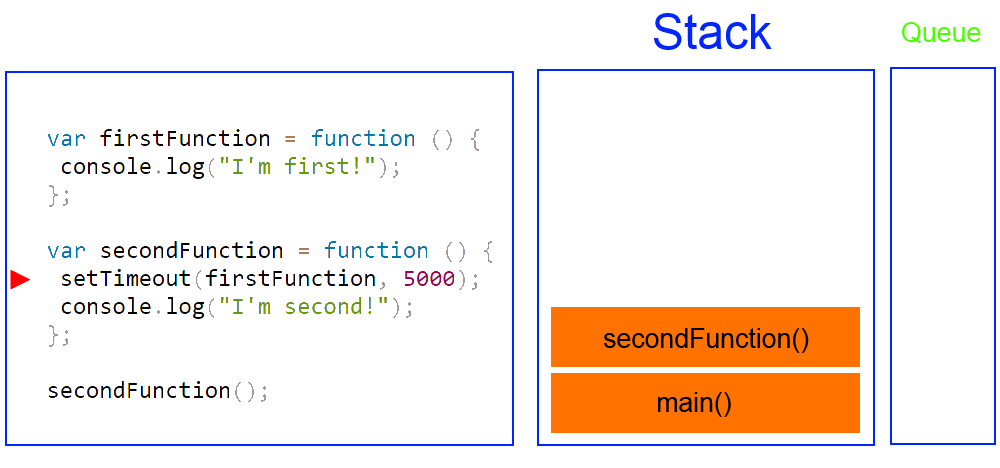 Stack
Queue
var firstFunction = function () {
console.log("I'm first!");
};
var secondFunction = function () {
setTimeout(firstFunction, 5000);
console.log("I'm second!");
};
secondFunction();
secondFunction()
main()